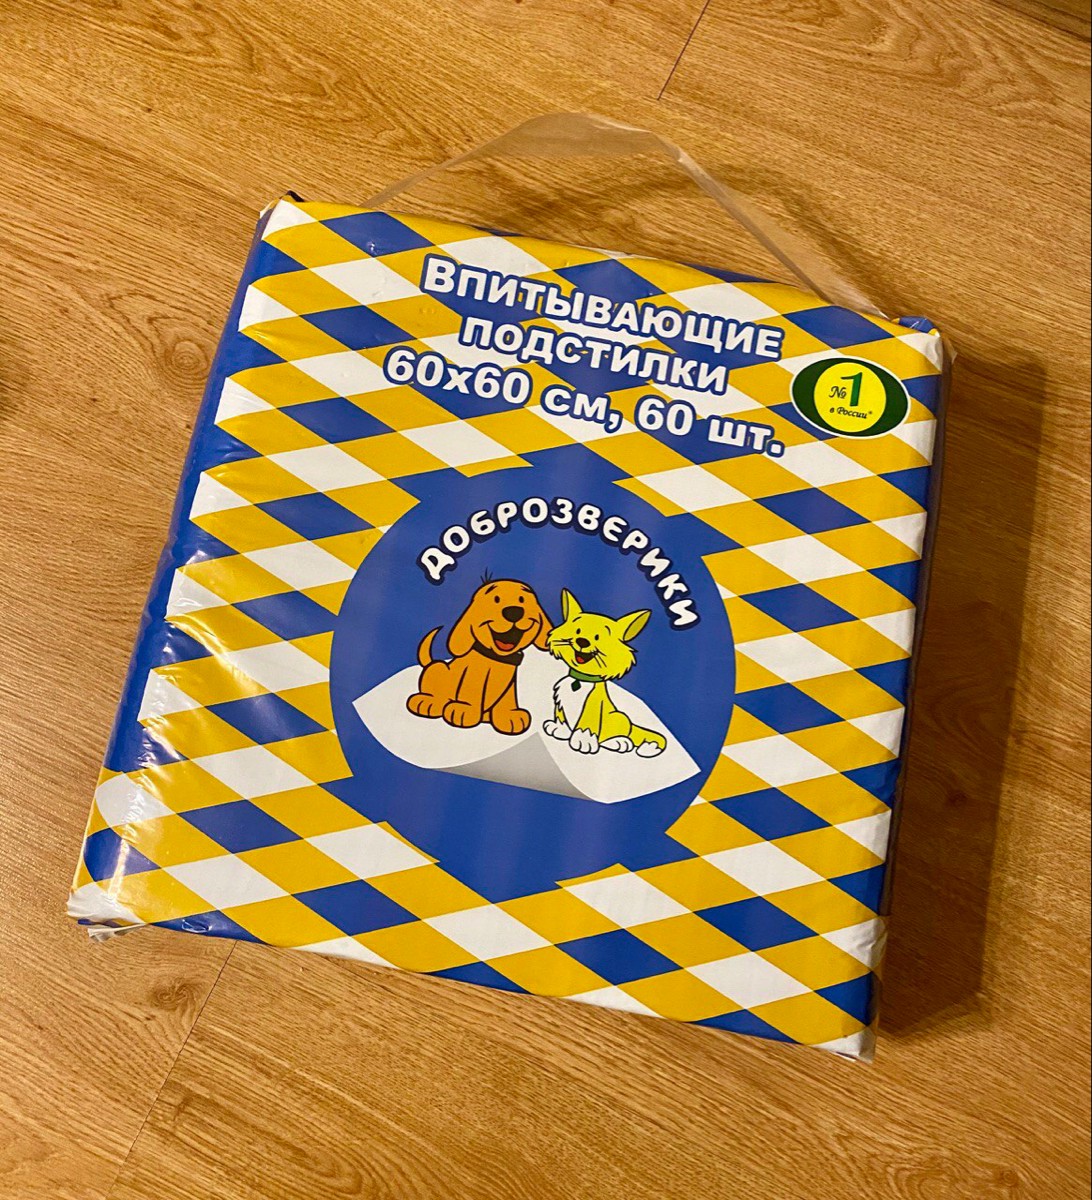 ВПИТЫВАЮЩИЕ
ПОДСТИЛКИ
60х60 см, 60 шт.
№1
в России*
ДОБРОЗВЕРИКИ